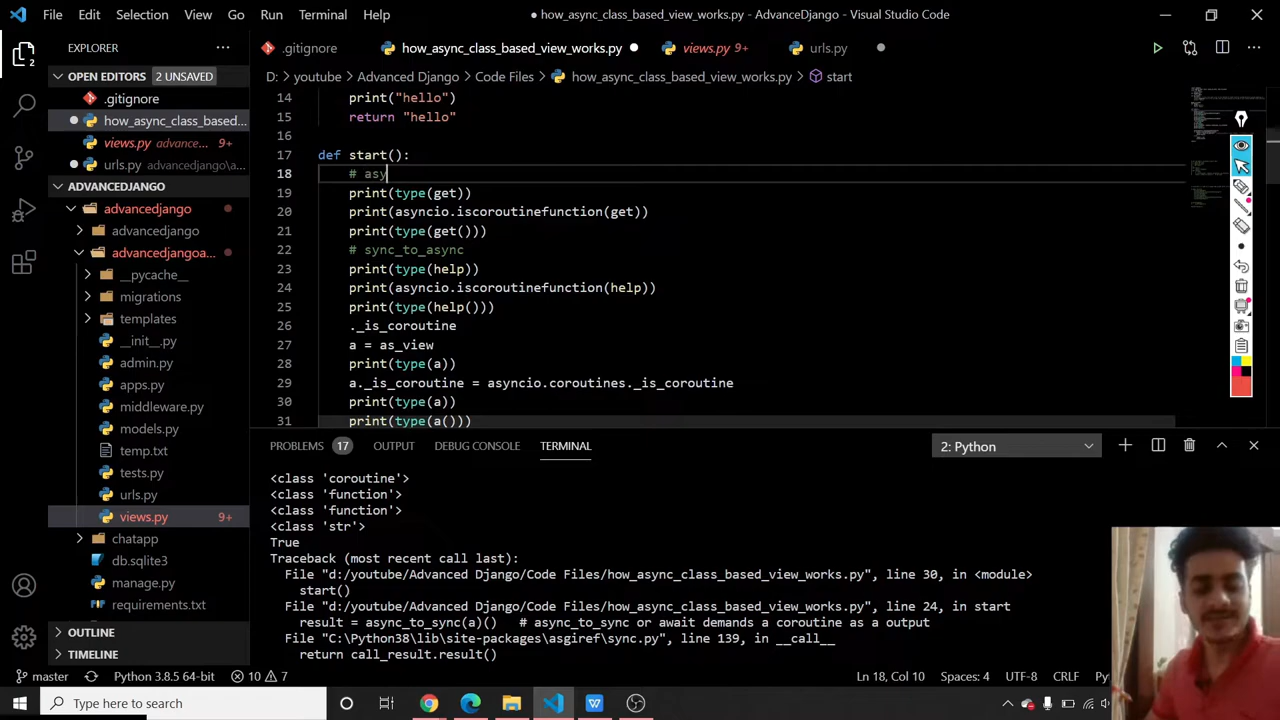 File Edit Selection View Go Run Terminal Help
how_async_class_based_view_works.py - AdvanceDjango - Visual Studio Code
EXPLORER
OPEN EDITORS 2 UNSAVED
.gitignore
how_async_class_based...
views.py advancedj...
urls.py advancedjango\a...
ADVANCEDJANGO
advancedjango
advancedjango
advancedjangoa...
__pycache__
migrations
templates
__init__.py
admin.py
apps.py
middleware.py
models.py
temp.txt
tests.py
urls.py
views.py 9+
chatapp
db.sqlite3
manage.py
requirements.txt
OUTLINE
TIMELINE
.gitignore how_async_class_based_view_works.py views.py 9+ urls.py
D: > youtube > Advanced Django > Code Files > how_async_class_based_view_works.py > start
14 print("hello")
15 return "hello"
16
17 def start():
18 # asy
19 print(type(get))
20 print(asyncio.iscoroutinefunction(get))
21 print(type(get()))
22 # sync_to_async
23 print(type(help))
24 print(asyncio.iscoroutinefunction(help))
25 print(type(help()))
26 ._is_coroutine
27 a = as_view
28 print(type(a))
29 a._is_coroutine = asyncio.coroutines._is_coroutine
30 print(type(a))
31 print(type(a()))
PROBLEMS 17 OUTPUT DEBUG CONSOLE TERMINAL 2: Python
<class 'coroutine'>
<class 'function'>
<class 'function'>
<class 'str'>
True
Traceback (most recent call last):
File "d:/youtube/Advanced Django/Code Files/how_async_class_based_view_works.py", line 30, in <module>
start()
File "d:/youtube/Advanced Django/Code Files/how_async_class_based_view_works.py", line 24, in start
result = async_to_sync(a)() # async_to_sync or await demands a coroutine as a output
File "C:\Python38\lib\site-packages\asgiref\sync.py", line 139, in __call__
return call_result.result()
master Python 3.8.5 64-bit 10 7 Ln 18, Col 10 Spaces: 4 UTF-8 CRLF Py
Type here to search